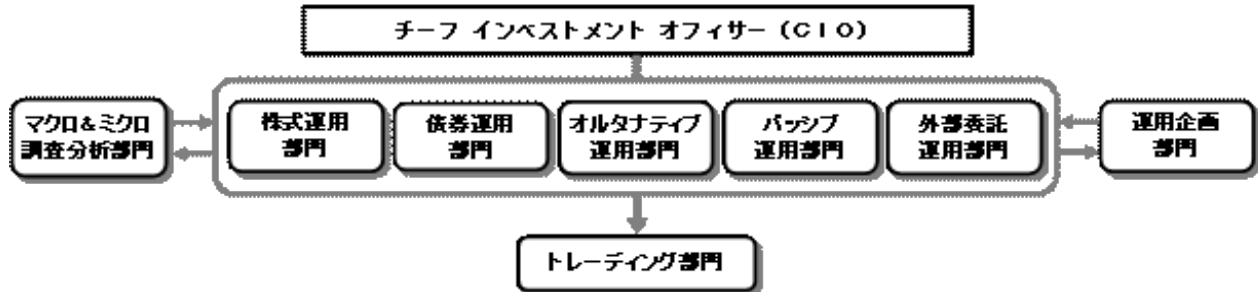 チーフ インベストメント オフィサー（CIO）
マクロ＆ミクロ
調査分析部門
株式運用
部門
債券運用
部門
オルタナティブ
運用部門
パッシブ
運用部門
外部委託
運用部門
運用企画
部門
トレーディング部門